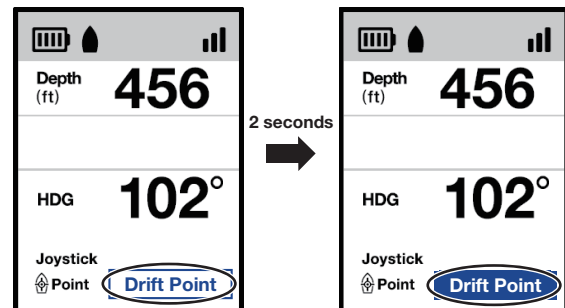 Depth
(ft)
456
HDG
102°
Joystick
Point
Drift Point
2 seconds
Depth
(ft)
456
HDG
102°
Joystick
Point
Drift Point